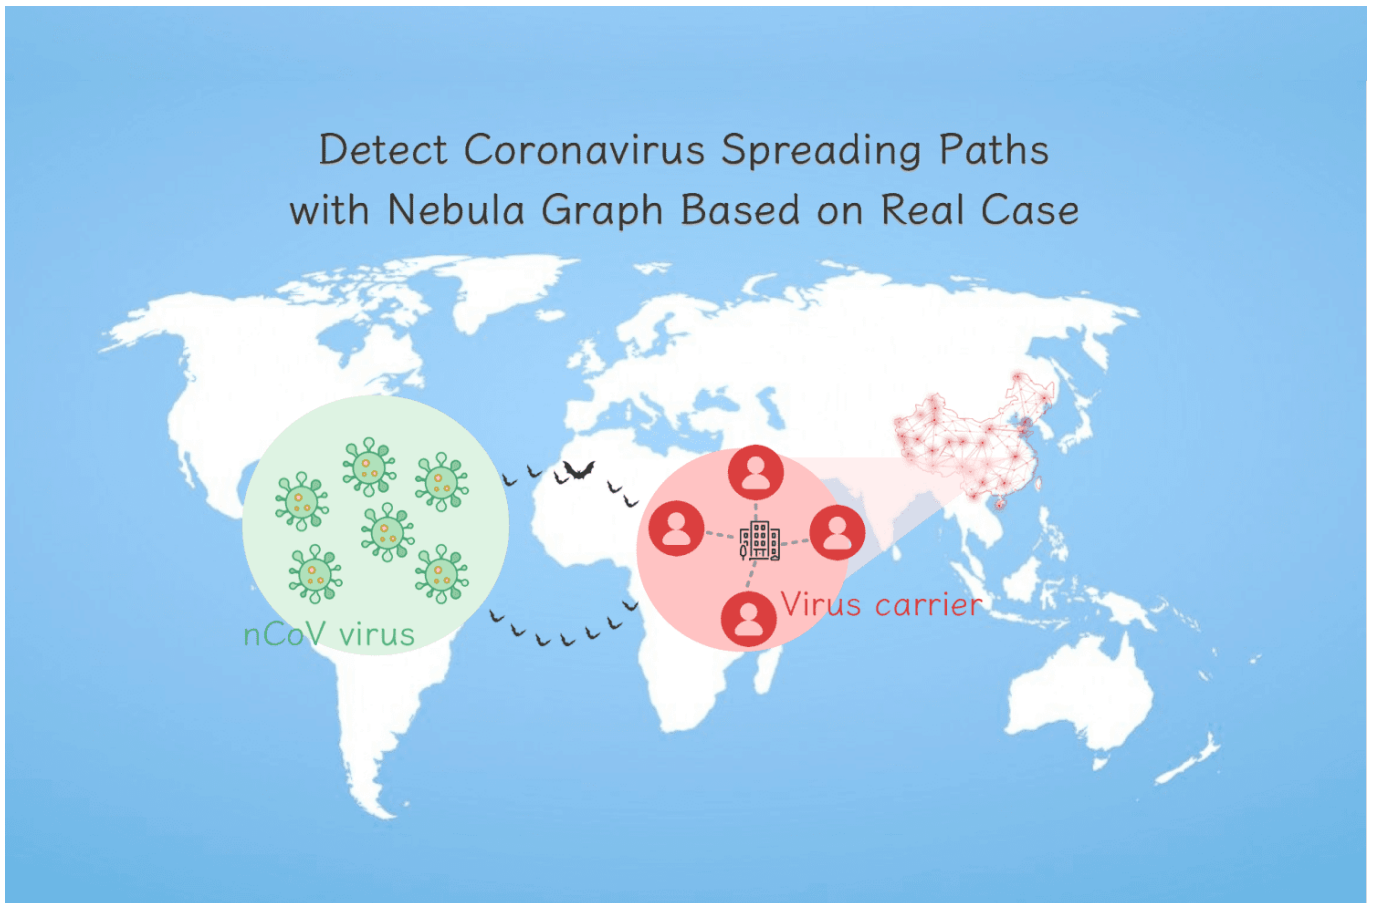 Detect Coronavirus Spreading Paths
with Nebula Graph Based on Real Case
Virus carrier
nCoV virus